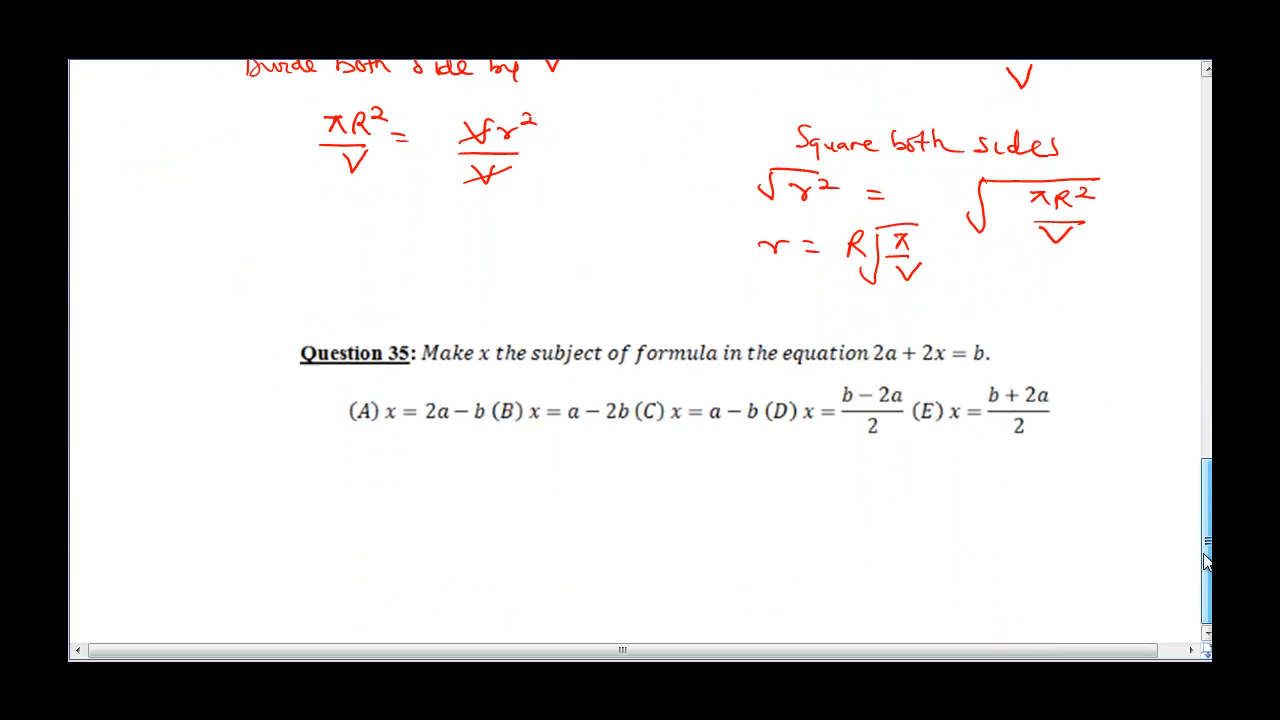 Divide both side by V
V
πR²/V = Vr²/V
Square both sides
√r² = √(πR²/V)
r = R√(π/V)
Question 35: Make x the subject of formula in the equation 2a + 2x = b.
(A) x = 2a − b (B) x = a − 2b (C) x = a − b (D) x = (b − 2a)/2 (E) x = (b + 2a)/2